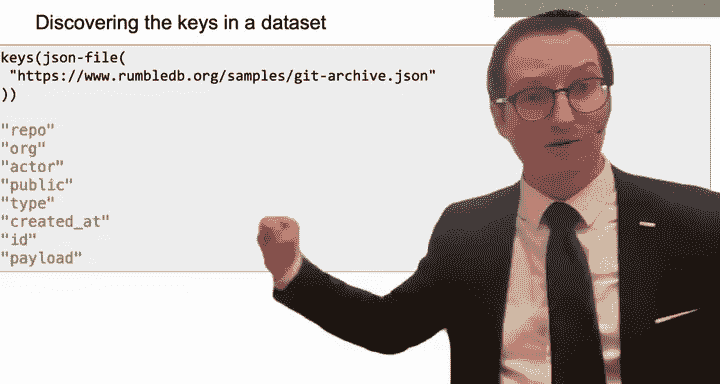 Discovering the keys in a dataset
keys(json-file(
"https://www.rumbledb.org/samples/git-archive.json"
))
"repo"
"org"
"actor"
"public"
"type"
"created_at"
"id"
"payload"